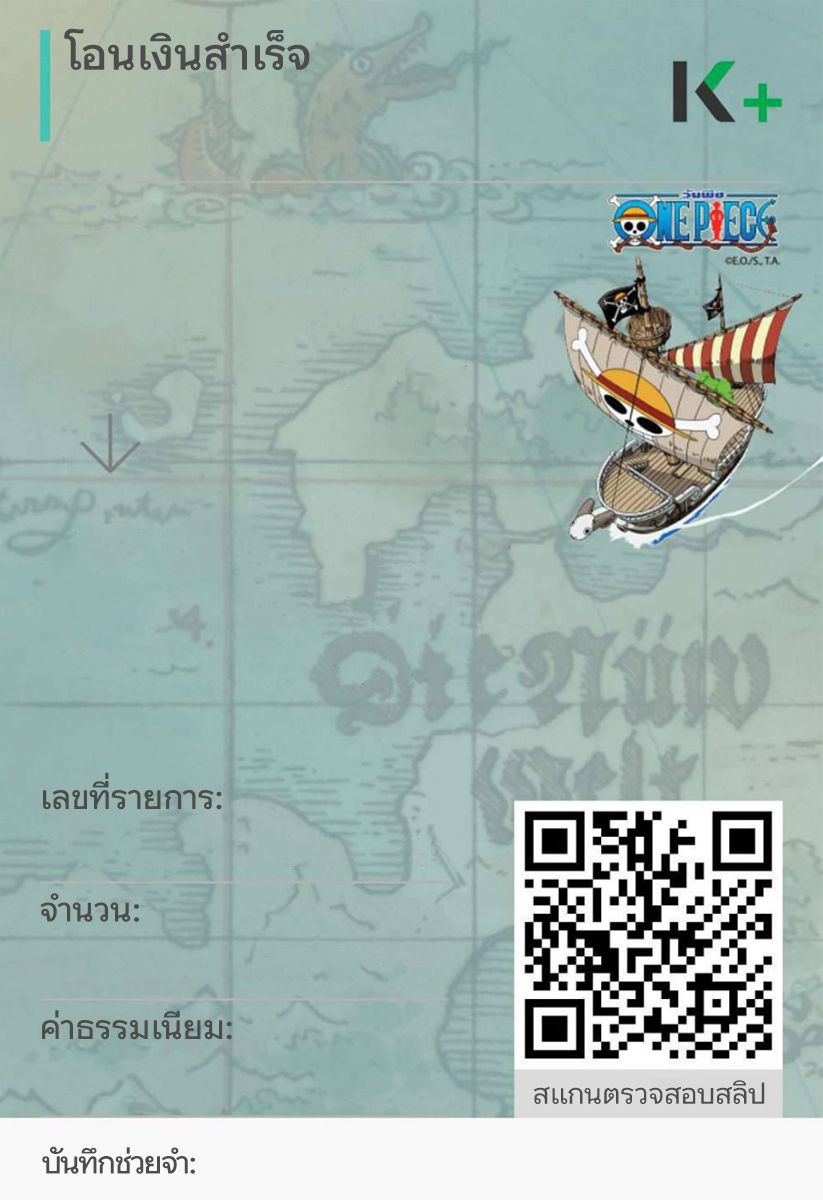 โอนเงินสำเร็จ
K+
วันพีซ
ONE PIECE
©E.O./S., T.A.
เลขที่รายการ:
จำนวน:
ค่าธรรมเนียม:
สแกนตรวจสอบสลิป
บันทึกช่วยจำ: